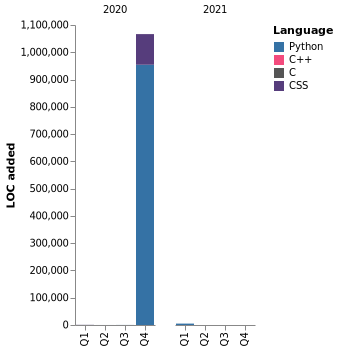 2020
2021
Language
Python
C++
C
CSS
LOC added
1,100,000
1,000,000
900,000
800,000
700,000
600,000
500,000
400,000
300,000
200,000
100,000
0
Q1
Q2
Q3
Q4
Q1
Q2
Q3
Q4